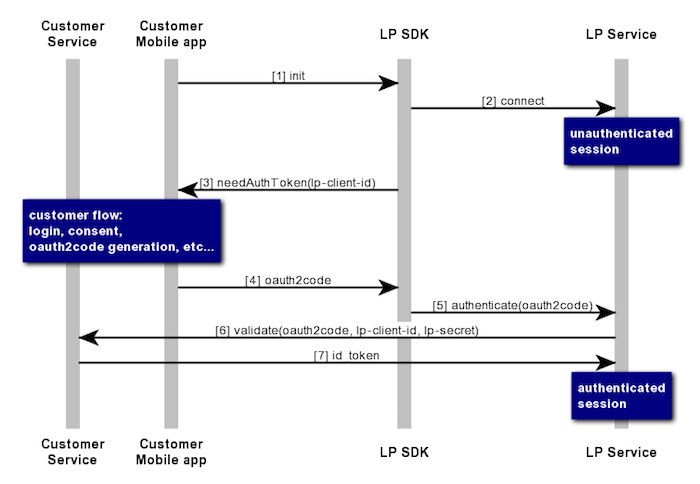 Customer
Service
Customer
Mobile app
LP SDK
LP Service
[1] init
[2] connect
unauthenticated
session
[3] needAuthToken(lp-client-id)
customer flow:
login, consent,
oauth2code generation, etc...
[4] oauth2code
[5] authenticate(oauth2code)
[6] validate(oauth2code, lp-client-id, lp-secret)
[7] id_token
authenticated
session
Customer
Service
Customer
Mobile app
LP SDK
LP Service